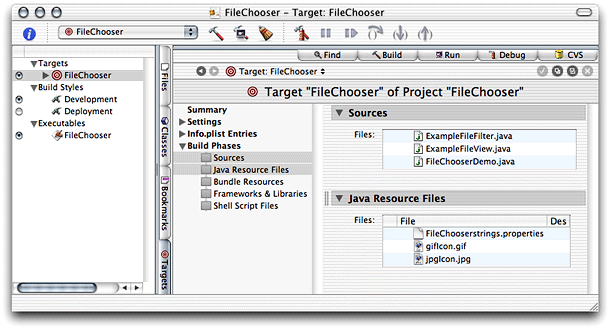 FileChooser – Target: FileChooser
FileChooser
Find
Build
Run
Debug
CVS
Targets
FileChooser
Build Styles
Development
Deployment
Executables
FileChooser
Files
Classes
Bookmarks
Targets
Target: FileChooser
Target "FileChooser" of Project "FileChooser"
Summary
Settings
Info.plist Entries
Build Phases
Sources
Java Resource Files
Bundle Resources
Frameworks & Libraries
Shell Script Files
Sources
Files:
ExampleFileFilter.java
ExampleFileView.java
FileChooserDemo.java
Java Resource Files
Files:
File
Des
FileChooserstrings.properties
gifIcon.gif
jpgIcon.jpg